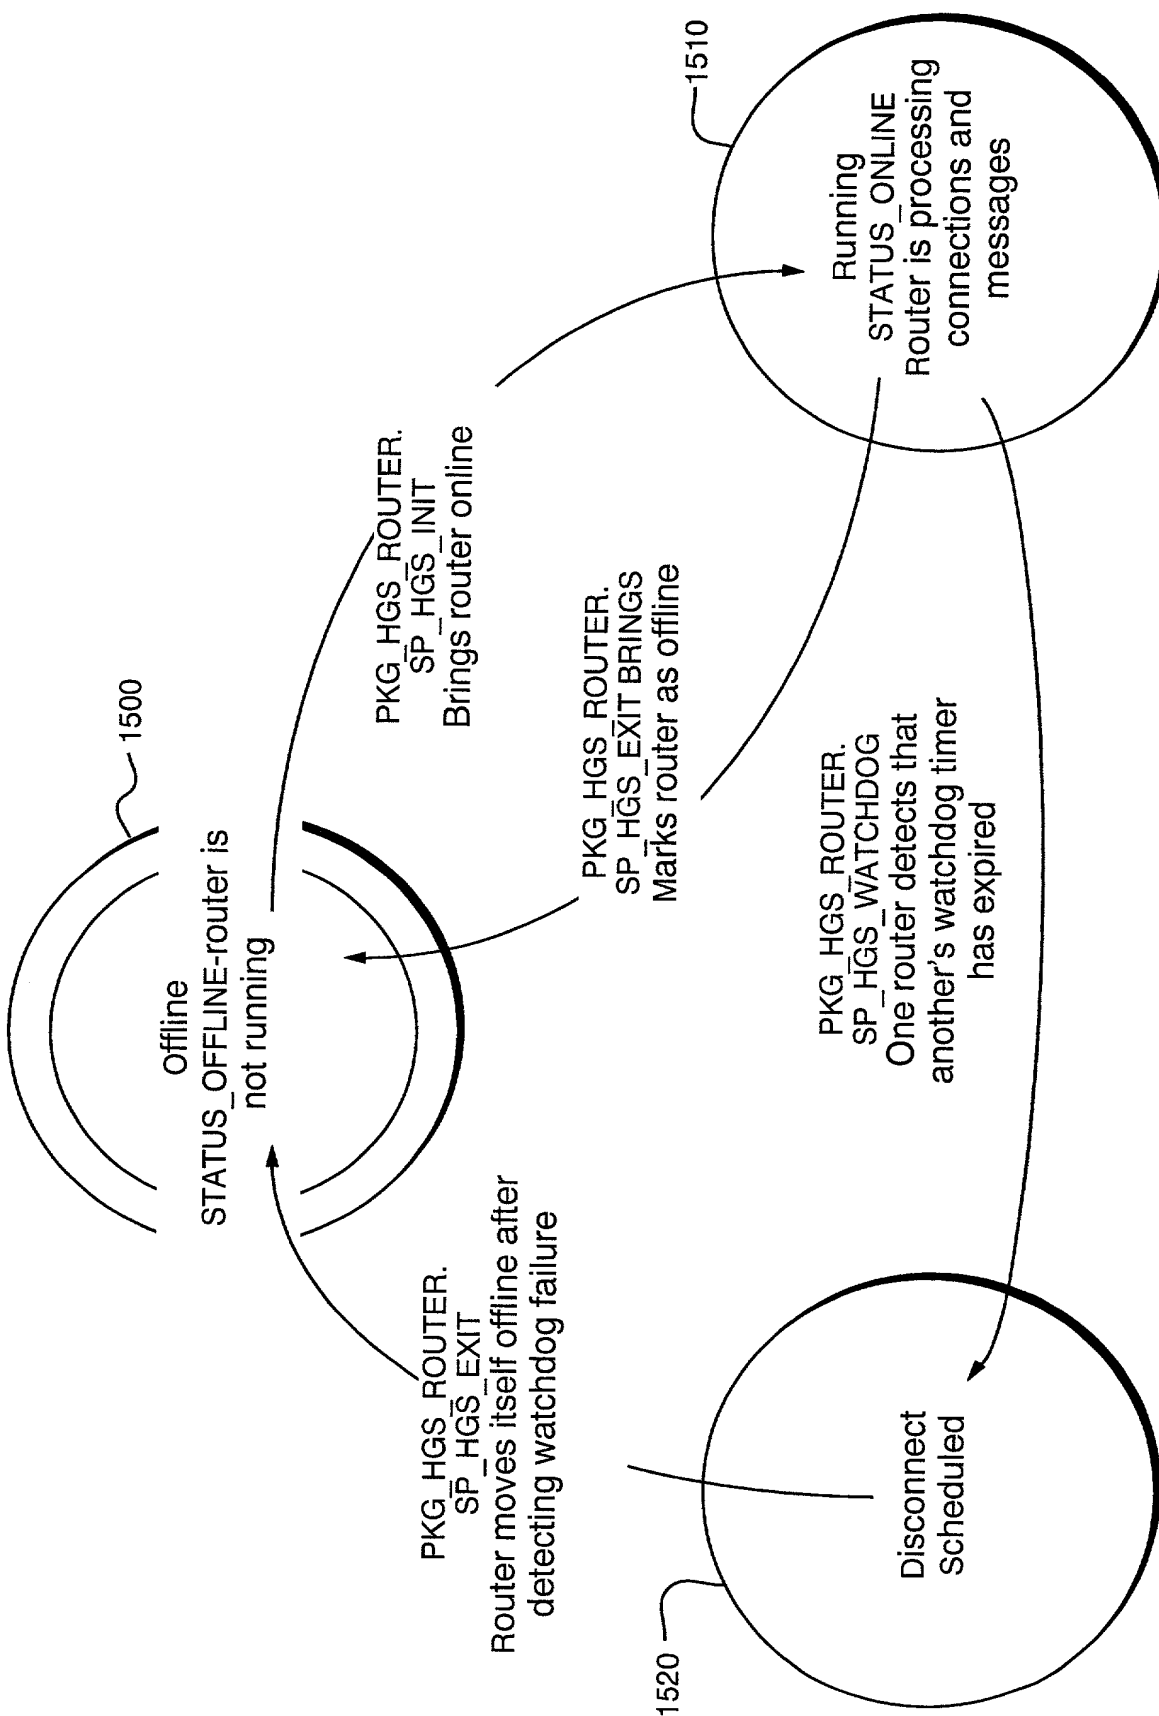 1500
Offline
STATUS_OFFLINE-router is
not running
PKG_HGS_ROUTER.
SP_HGS_EXIT
Router moves itself offline after
detecting watchdog failure
PKG_HGS_ROUTER.
SP_HGS_INIT
Brings router online
PKG_HGS_ROUTER.
SP_HGS_EXIT BRINGS
Marks router as offline
1520
Disconnect
Scheduled
PKG_HGS_ROUTER.
SP_HGS_WATCHDOG
One router detects that
another's watchdog timer
has expired
1510
Running
STATUS_ONLINE
Router is processing
connections and
messages